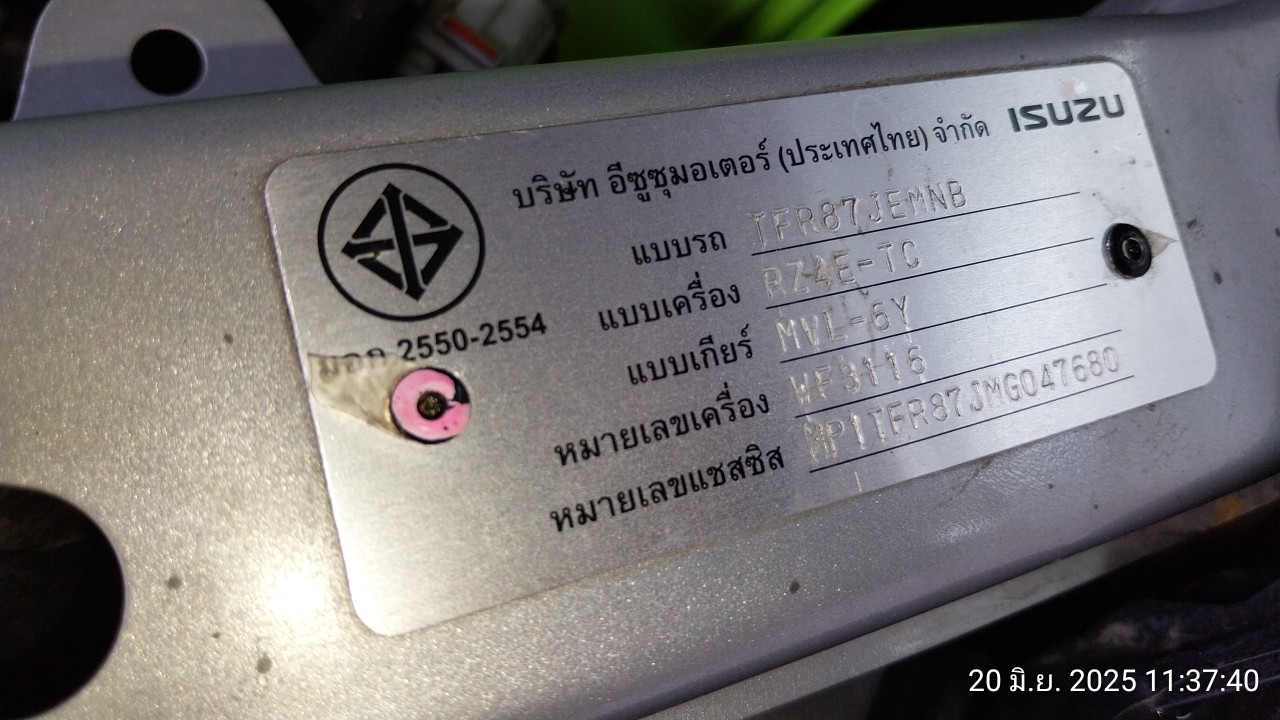 ISUZU
บริษัท อีซูซุมอเตอร์ (ประเทศไทย) จำกัด
แบบรถ TFR87JEMNB
แบบเครื่อง RZ4E-TC
แบบเกียร์ MVL-6Y
หมายเลขเครื่อง WF3116
หมายเลขแชสซิส MP1TFR87JMG047680
มอก 2550-2554
20 มิ.ย. 2025 11:37:40